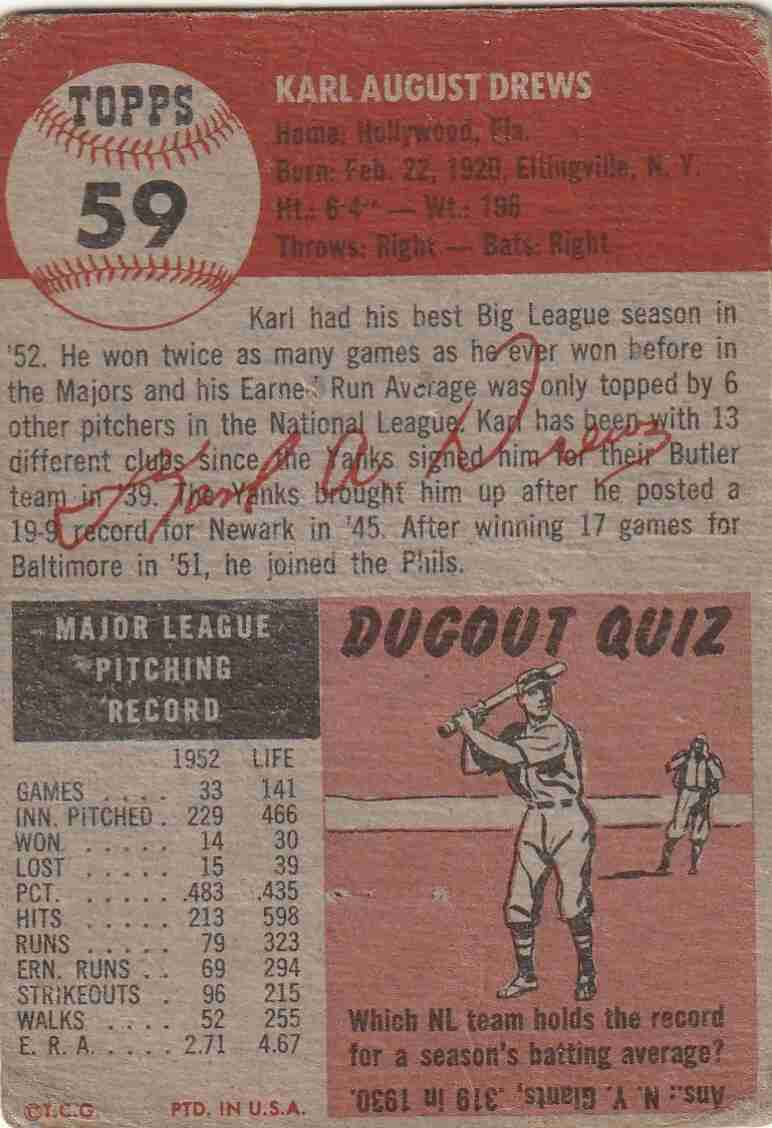 TOPPS
59
KARL AUGUST DREWS
Home: Hollywood, Fla.
Born: Feb. 22, 1920, Eltingville, N. Y.
Ht.: 6-4" — Wt.: 198
Throws: Right — Bats: Right
Karl had his best Big League season in
'52. He won twice as many games as he ever won before in
the Majors and his Earned Run Average was only topped by 6
other pitchers in the National League. Karl has been with 13
different clubs since the Yanks signed him for their Butler
team in '39. The Yanks brought him up after he posted a
19-9 record for Newark in '45. After winning 17 games for
Baltimore in '51, he joined the Phils.
Karl A. Drews
MAJOR LEAGUE
PITCHING
RECORD
1952 LIFE
GAMES . . . . 33 141
INN. PITCHED . 229 466
WON . . . . . 14 30
LOST . . . . . 15 39
PCT. . . . . . .483 .435
HITS . . . . . 213 598
RUNS . . . . . 79 323
ERN. RUNS . . 69 294
STRIKEOUTS . 96 215
WALKS . . . . 52 255
E. R. A. . . . . . 2.71 4.67
©T.C.G. PTD. IN U.S.A.
DUGOUT QUIZ
Which NL team holds the record
for a season's batting average?
Ans.: N. Y. Giants, .319 in 1930.